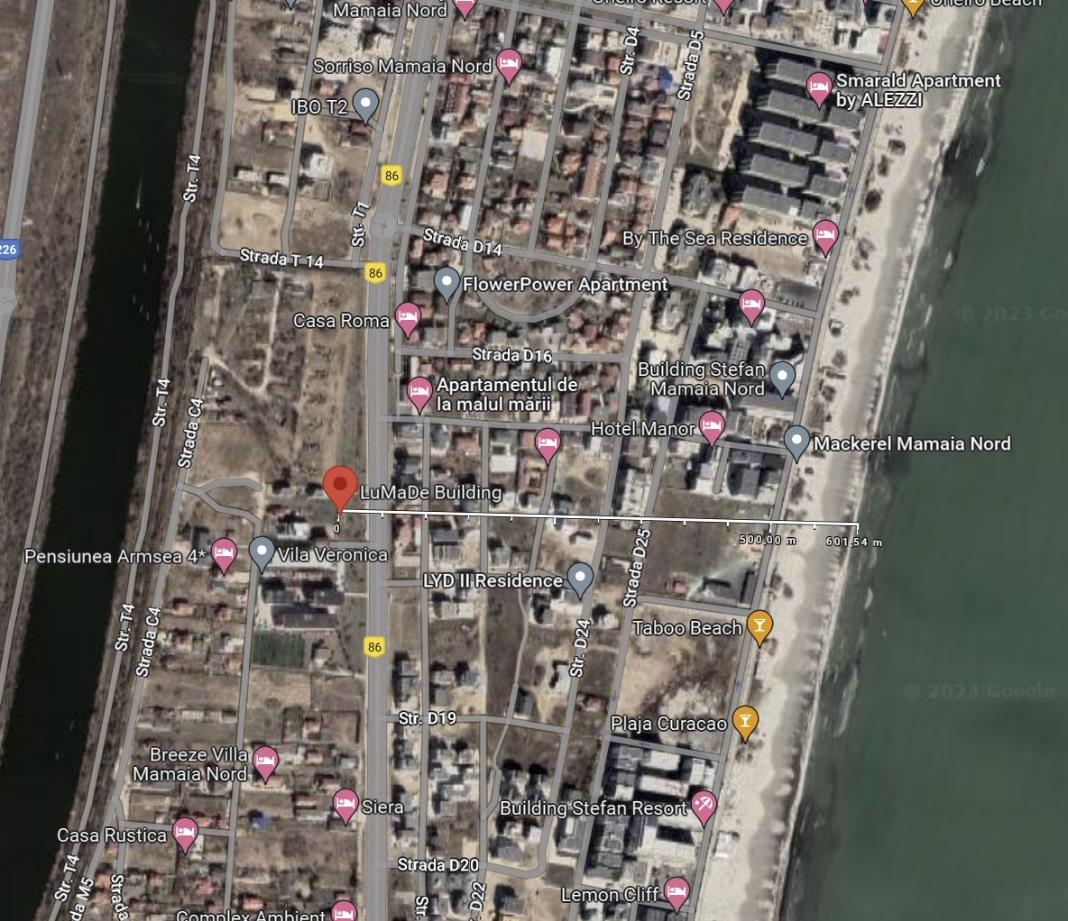 Mamaia Nord
Sorriso Mamaia Nord
Strada D4
Strada D5
Smarald Apartment
by ALEZZI
IBO T2
86
Str. T4
Str. T1
226
Strada D14
By The Sea Residence
Strada T 14
86
FlowerPower Apartment
Casa Roma
Strada D16
Building Stefan
Mamaia Nord
Apartamentul de
la malul mării
Str. T4
Strada C4
Hotel Manor
Mackerel Mamaia Nord
LuMaDe Building
0
500,00 m
601,54 m
Pensiunea Armsea 4*
Vila Veronica
LYD II Residence
Strada D25
Str. T4
Strada C4
Taboo Beach
86
Str. D24
© 2023 Google
Str. D19
Plaja Curacao
Breeze Villa
Mamaia Nord
Siera
Building Stefan Resort
Casa Rustica
Strada D20
Str. T4
Lemon Cliff
Complex Ambient